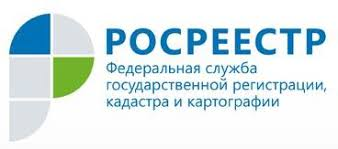 РОСРЕЕСТР
Федеральная служба
государственной регистрации,
кадастра и картографии